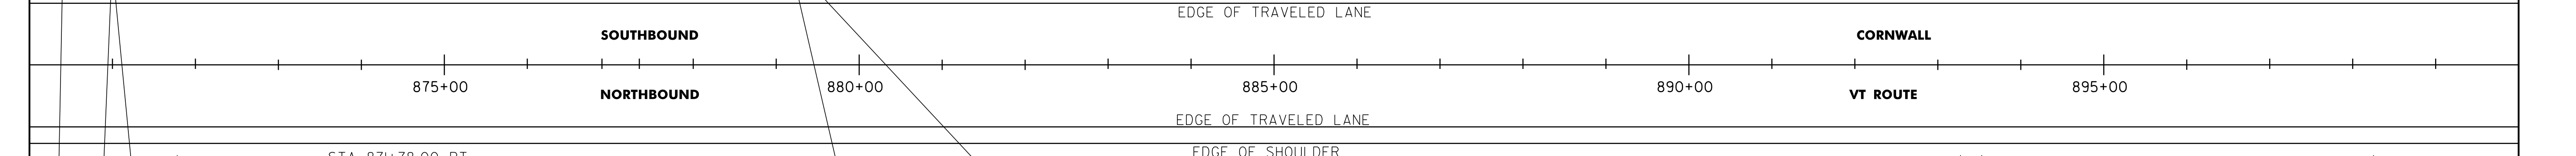 EDGE OF TRAVELED LANE
SOUTHBOUND CORNWALL
875+00 880+00 885+00 890+00 895+00
NORTHBOUND VT ROUTE
EDGE OF TRAVELED LANE
EDGE OF SHOULDER